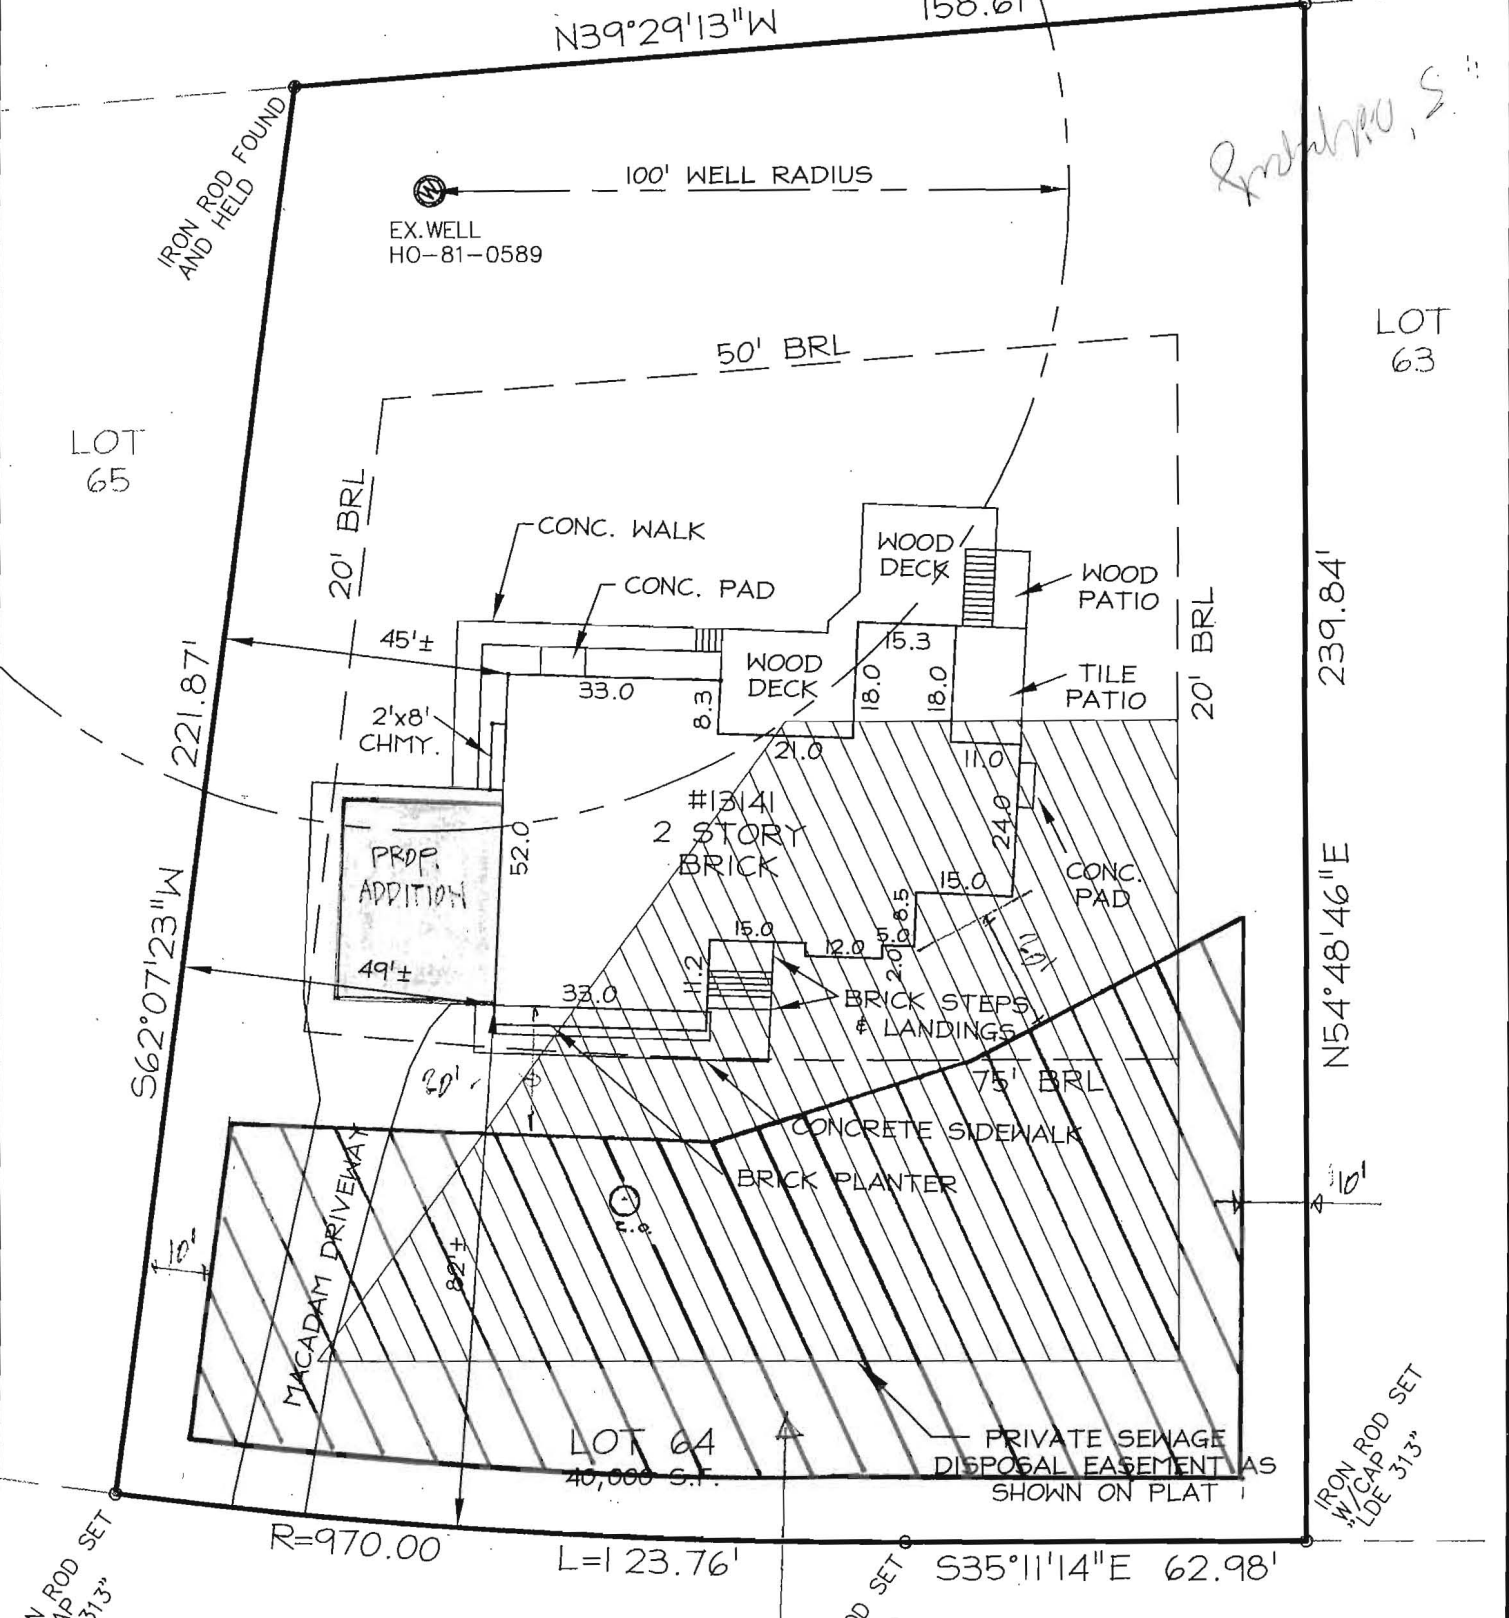 N39°29'13"W
158.61'
IRON ROD FOUND
AND HELD
100' WELL RADIUS
W
EX.WELL
HO-81-0589
LOT
63
50' BRL
LOT
65
20' BRL
CONC. WALK
WOOD
DECK
CONC. PAD
WOOD
PATIO
20' BRL
239.84'
45'±
15.3
33.0
WOOD
DECK
8.3
18.0
18.0
TILE
PATIO
221.87'
2'x8'
CHMY.
21.0
11.0
#13141
2 STORY
BRICK
24.0
52.0
PROP.
ADDITION
CONC.
PAD
15.0
8.5
15.0
12.0
5.0
2.0
11.2
49'±
33.0
BRICK STEPS
& LANDINGS
N54°48'46"E
S62°07'23"W
20'
75' BRL
CONCRETE SIDEWALK
BRICK PLANTER
10'
10'
MACADAM DRIVEWAY
82'±
C.O.
LOT 64
40,000 S.F.
PRIVATE SEWAGE
DISPOSAL EASEMENT AS
SHOWN ON PLAT
IRON ROD SET
W/CAP
"LDE 313"
R=970.00
L=123.76'
S35°11'14"E 62.98'
ROD SET
313"
SET